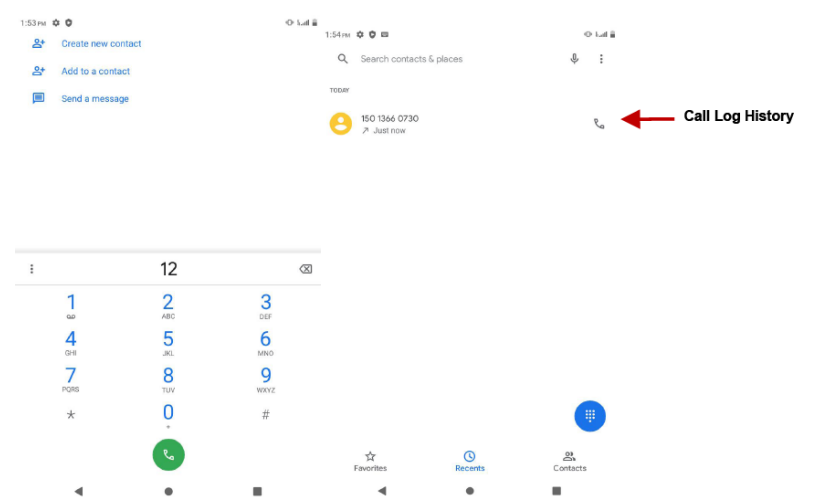 1:53 PM
Create new contact
Add to a contact
Send a message
12
1
2
ABC
3
DEF
4
GHI
5
JKL
6
MNO
7
PQRS
8
TUV
9
WXYZ
*
0
+
#
1:54 PM
Search contacts & places
TODAY
150 1366 0730
Just now
Call Log History
Favorites
Recents
Contacts